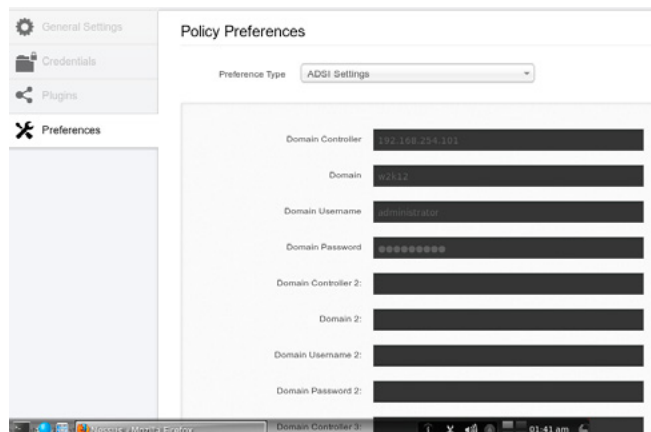 General Settings
Credentials
Plugins
Preferences
Policy Preferences
Preference Type ADSI Settings
Domain Controller 192.168.254.101
Domain w2k12
Domain Username administrator
Domain Password ●●●●●●●●●
Domain Controller 2:
Domain 2:
Domain Username 2:
Domain Password 2:
Domain Controller 3:
Nessus - Mozilla Firefox
01:41 am